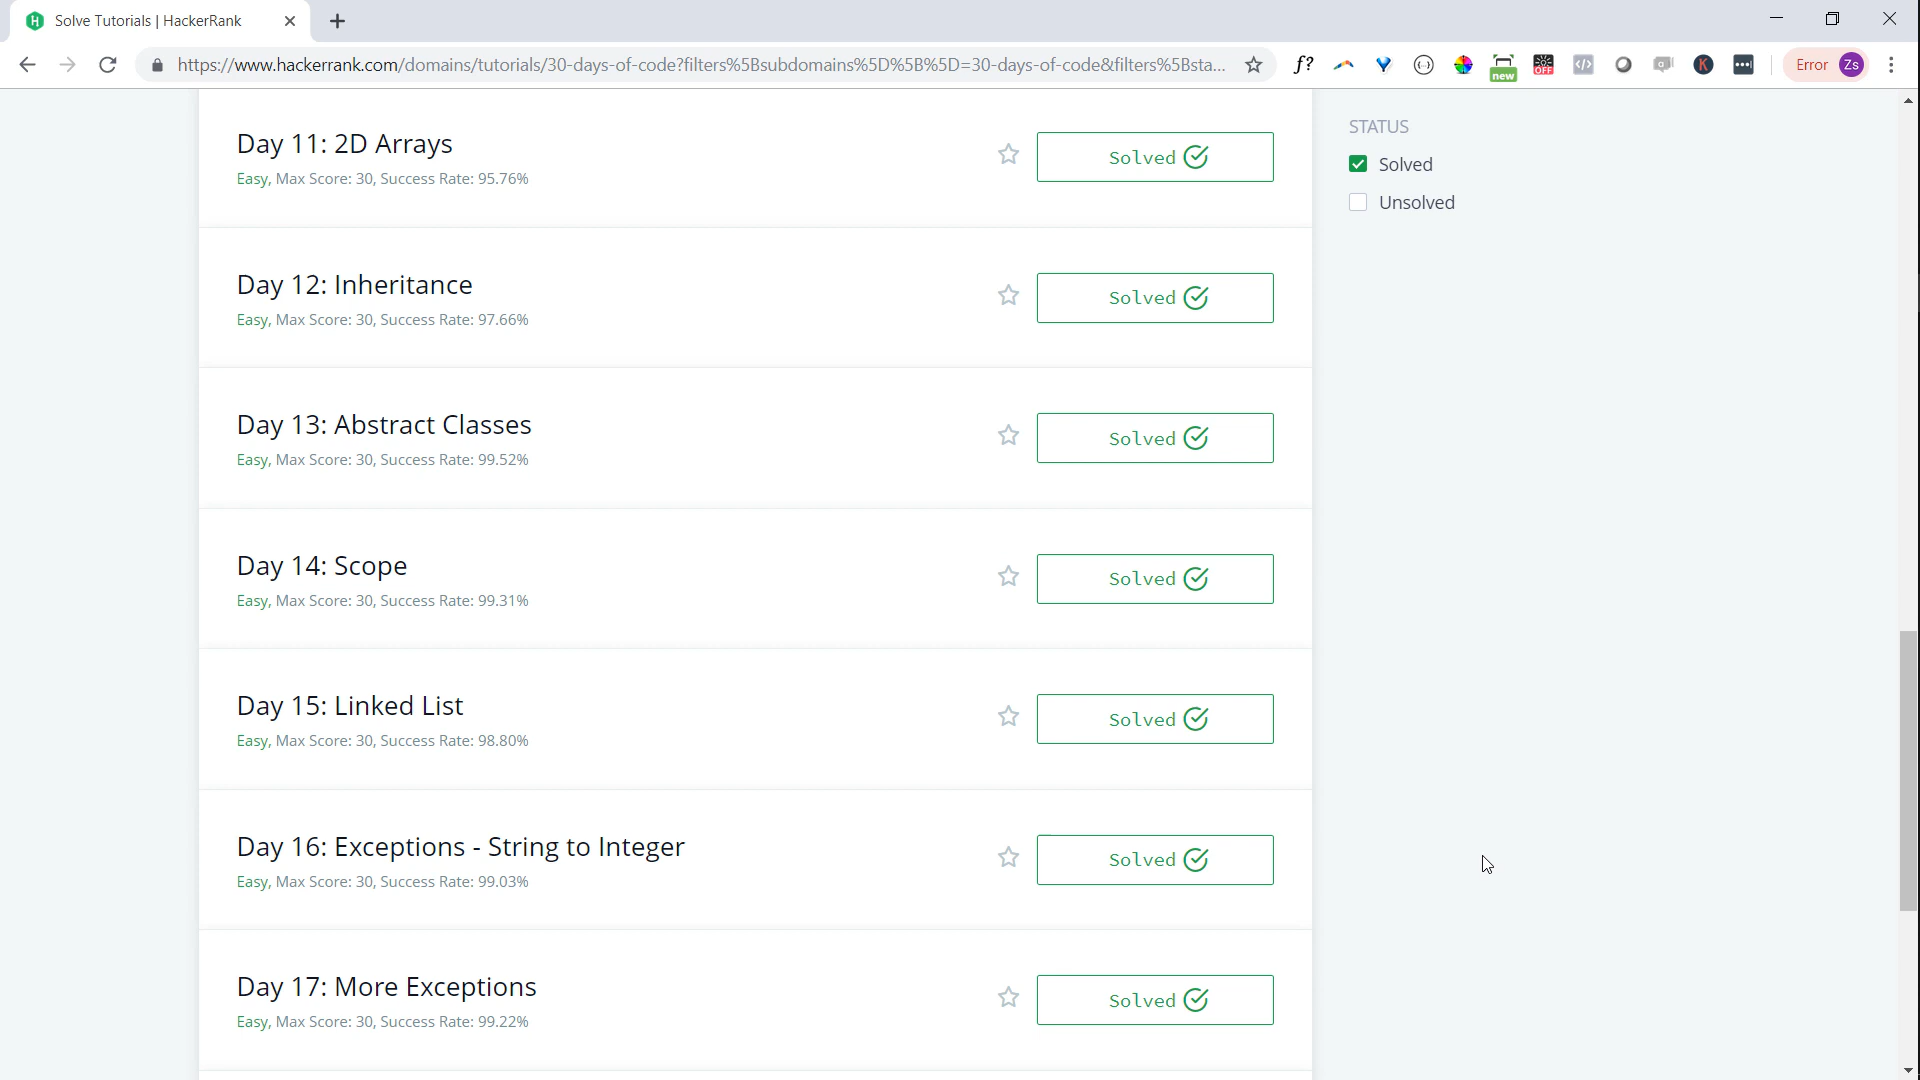 Solve Tutorials | HackerRank
https://www.hackerrank.com/domains/tutorials/30-days-of-code?filters%5Bsubdomains%5D%5B%5D=30-days-of-code&filters%5Bsta...
f?
new
OFF
K
Error Zs
Day 11: 2D Arrays
Easy, Max Score: 30, Success Rate: 95.76%
Solved
Day 12: Inheritance
Easy, Max Score: 30, Success Rate: 97.66%
Solved
Day 13: Abstract Classes
Easy, Max Score: 30, Success Rate: 99.52%
Solved
Day 14: Scope
Easy, Max Score: 30, Success Rate: 99.31%
Solved
Day 15: Linked List
Easy, Max Score: 30, Success Rate: 98.80%
Solved
Day 16: Exceptions - String to Integer
Easy, Max Score: 30, Success Rate: 99.03%
Solved
Day 17: More Exceptions
Easy, Max Score: 30, Success Rate: 99.22%
Solved
STATUS
Solved
Unsolved